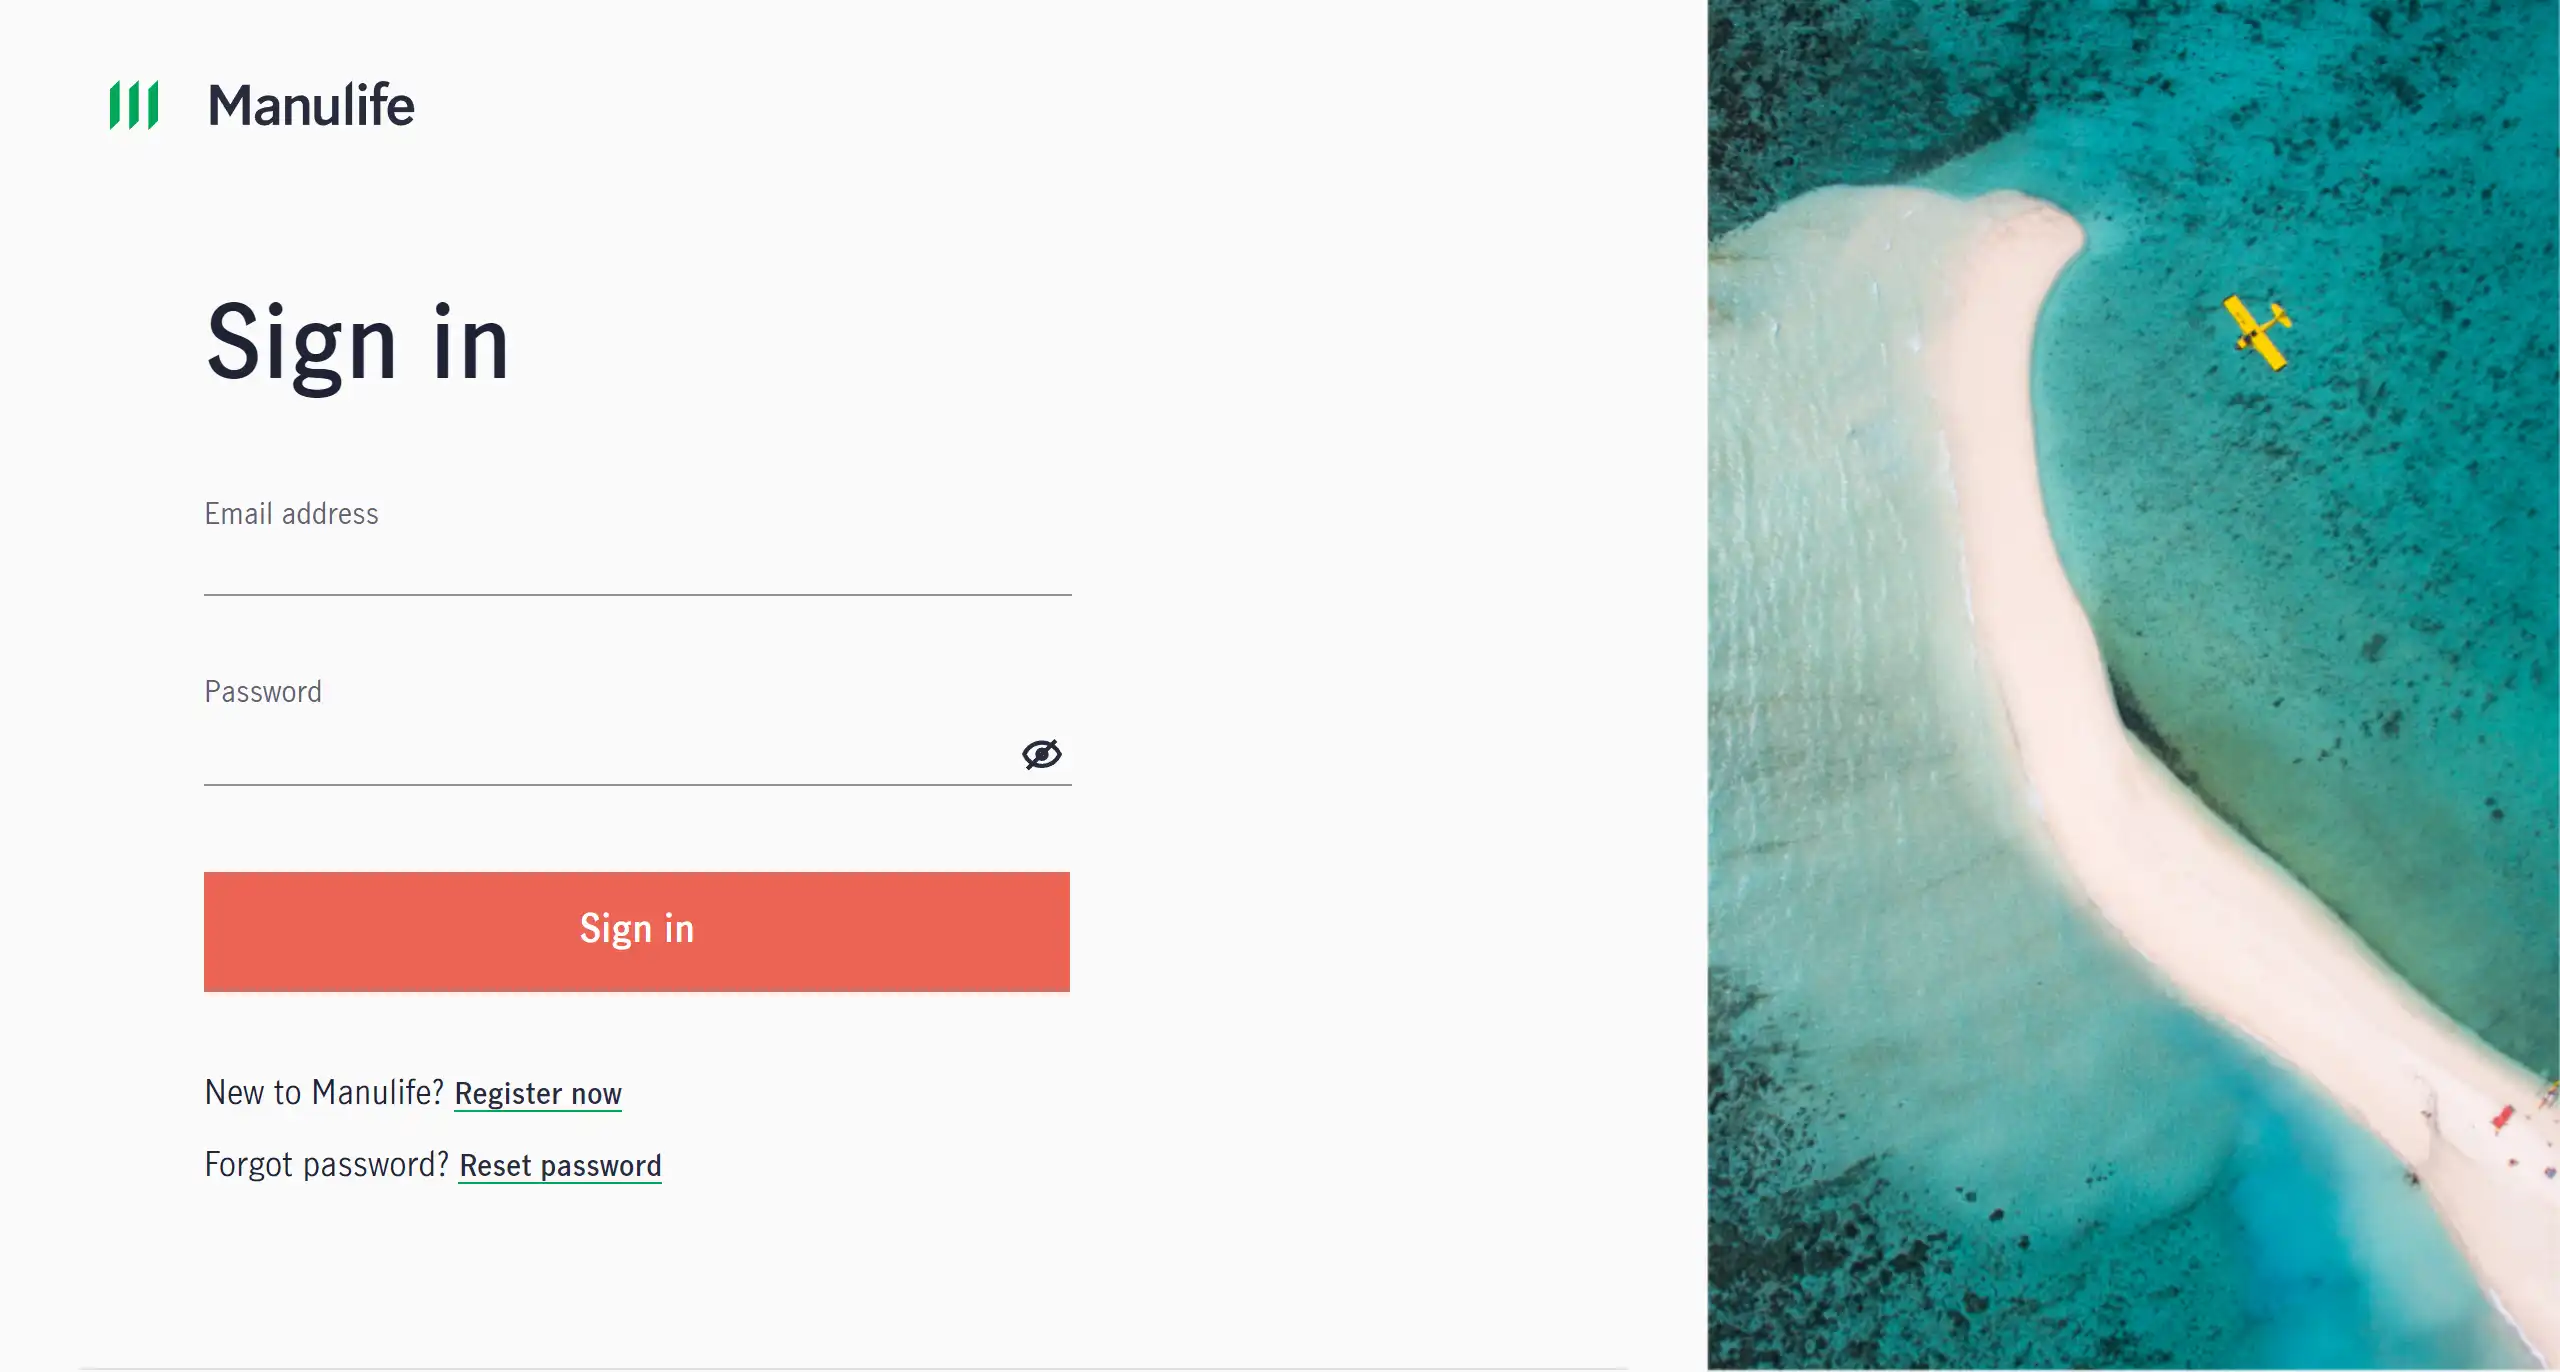 Manulife
Sign in
Email address
Password
Sign in
New to Manulife? Register now
Forgot password? Reset password